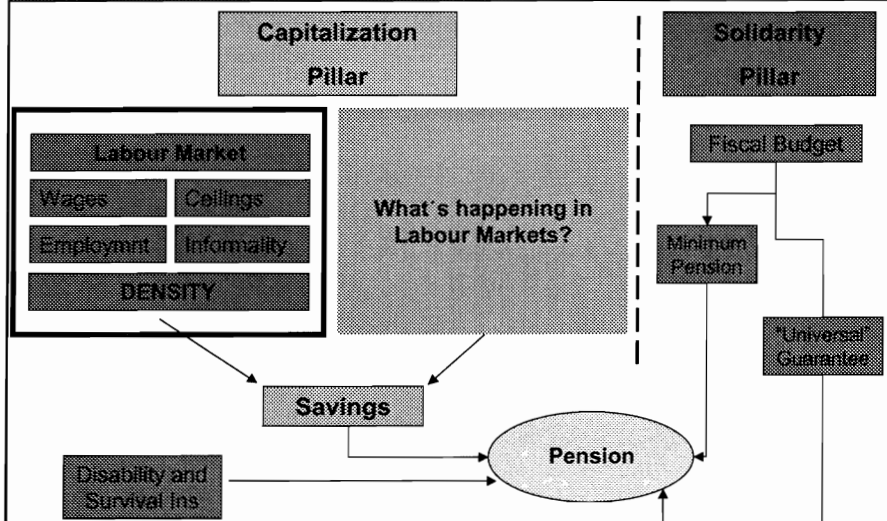 Capitalization
Pillar
Solidarity
Pillar
Labour Market
Wages
Ceilings
Employmnt
Informality
DENSITY
What´s happening in
Labour Markets?
Fiscal Budget
Minimum
Pension
"Universal"
Guarantee
Savings
Pension
Disability and
Survival Ins